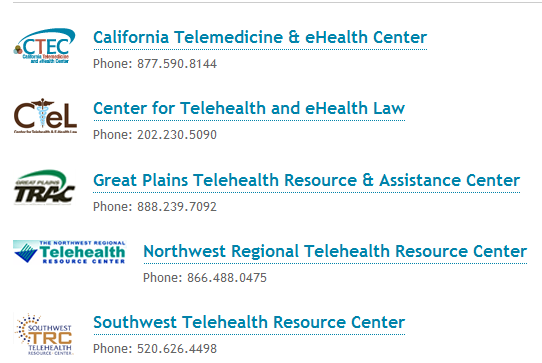 CTEC
California Telemedicine
and eHealth Center
California Telemedicine & eHealth Center
Phone: 877.590.8144
CTeL
Center for Telehealth & E-Health Law
Center for Telehealth and eHealth Law
Phone: 202.230.5090
GREAT PLAINS
TRAC
Great Plains Telehealth Resource & Assistance Center
Phone: 888.239.7092
THE NORTHWEST REGIONAL
Telehealth
RESOURCE CENTER
Northwest Regional Telehealth Resource Center
Phone: 866.488.0475
SOUTHWEST
TRC
TELEHEALTH
RESOURCE CENTER
Southwest Telehealth Resource Center
Phone: 520.626.4498